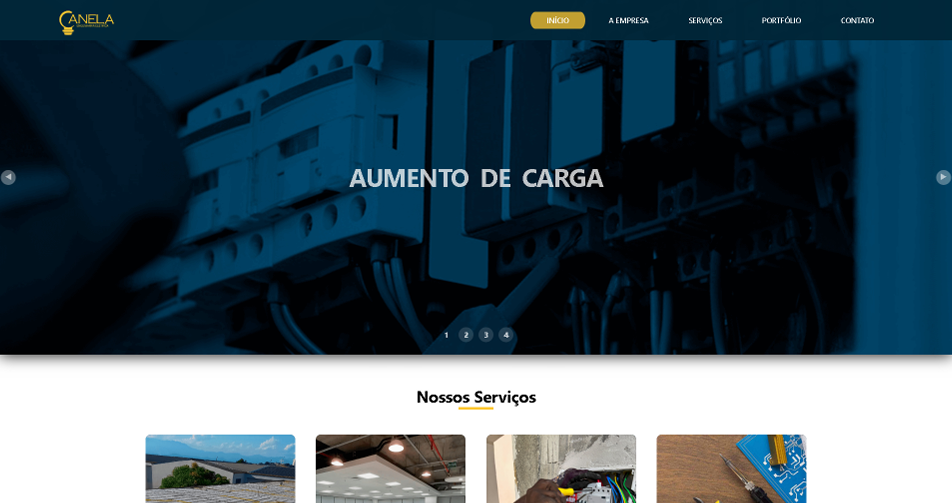 CANELA
INÍCIO
A EMPRESA
SERVIÇOS
PORTFÓLIO
CONTATO
AUMENTO DE CARGA
1 2 3 4
Nossos Serviços